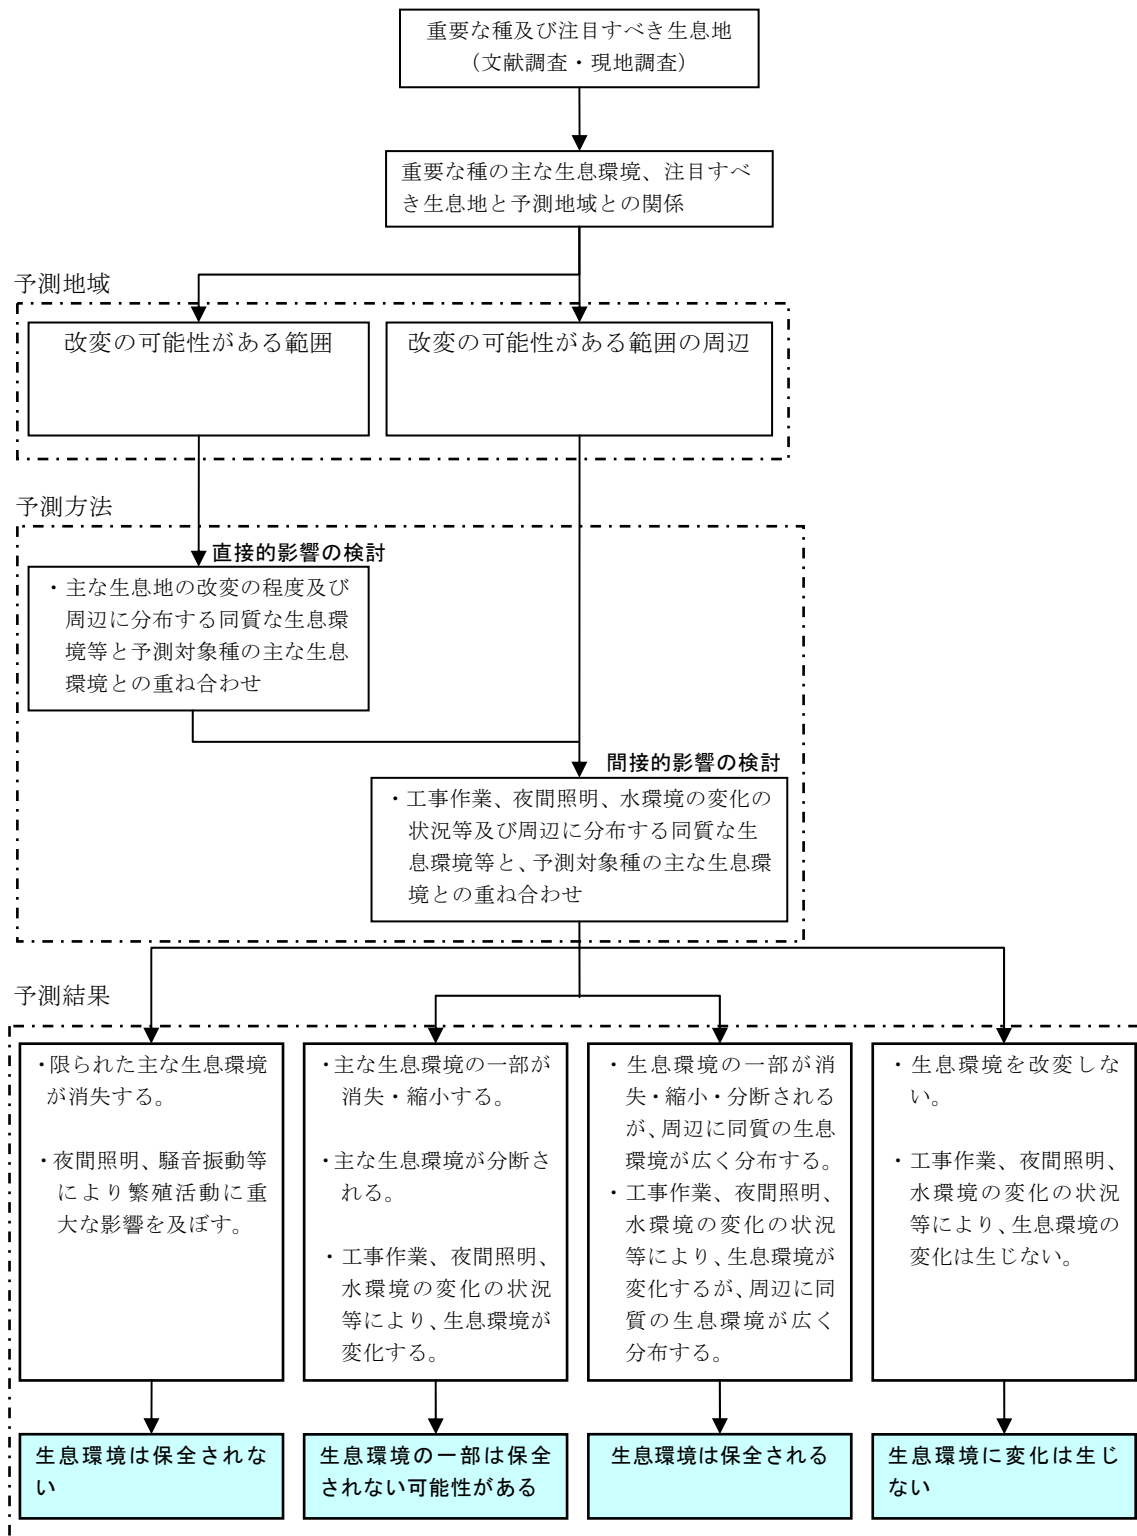 重要な種及び注目すべき生息地
（文献調査・現地調査）
重要な種の主な生息環境、注目すべ
き生息地と予測地域との関係
予測地域
改変の可能性がある範囲
改変の可能性がある範囲の周辺
予測方法
直接的影響の検討
・主な生息地の改変の程度及び
周辺に分布する同質な生息環
境等と予測対象種の主な生息
環境との重ね合わせ
間接的影響の検討
・工事作業、夜間照明、水環境の変化の
状況等及び周辺に分布する同質な生
息環境等と、予測対象種の主な生息環
境との重ね合わせ
予測結果
・限られた主な生息環境
が消失する。
・夜間照明、騒音振動等
により繁殖活動に重
大な影響を及ぼす。
・主な生息環境の一部が
消失・縮小する。
・主な生息環境が分断さ
れる。
・工事作業、夜間照明、
水環境の変化の状況
等により、生息環境が
変化する。
・生息環境の一部が消
失・縮小・分断される
が、周辺に同質の生息
環境が広く分布する。
・工事作業、夜間照明、
水環境の変化の状況
等により、生息環境が
変化するが、周辺に同
質の生息環境が広く
分布する。
・生息環境を改変しな
い。
・工事作業、夜間照明、
水環境の変化の状況
等により、生息環境の
変化は生じない。
生息環境は保全されな
い
生息環境の一部は保全
されない可能性がある
生息環境は保全される
生息環境に変化は生じ
ない